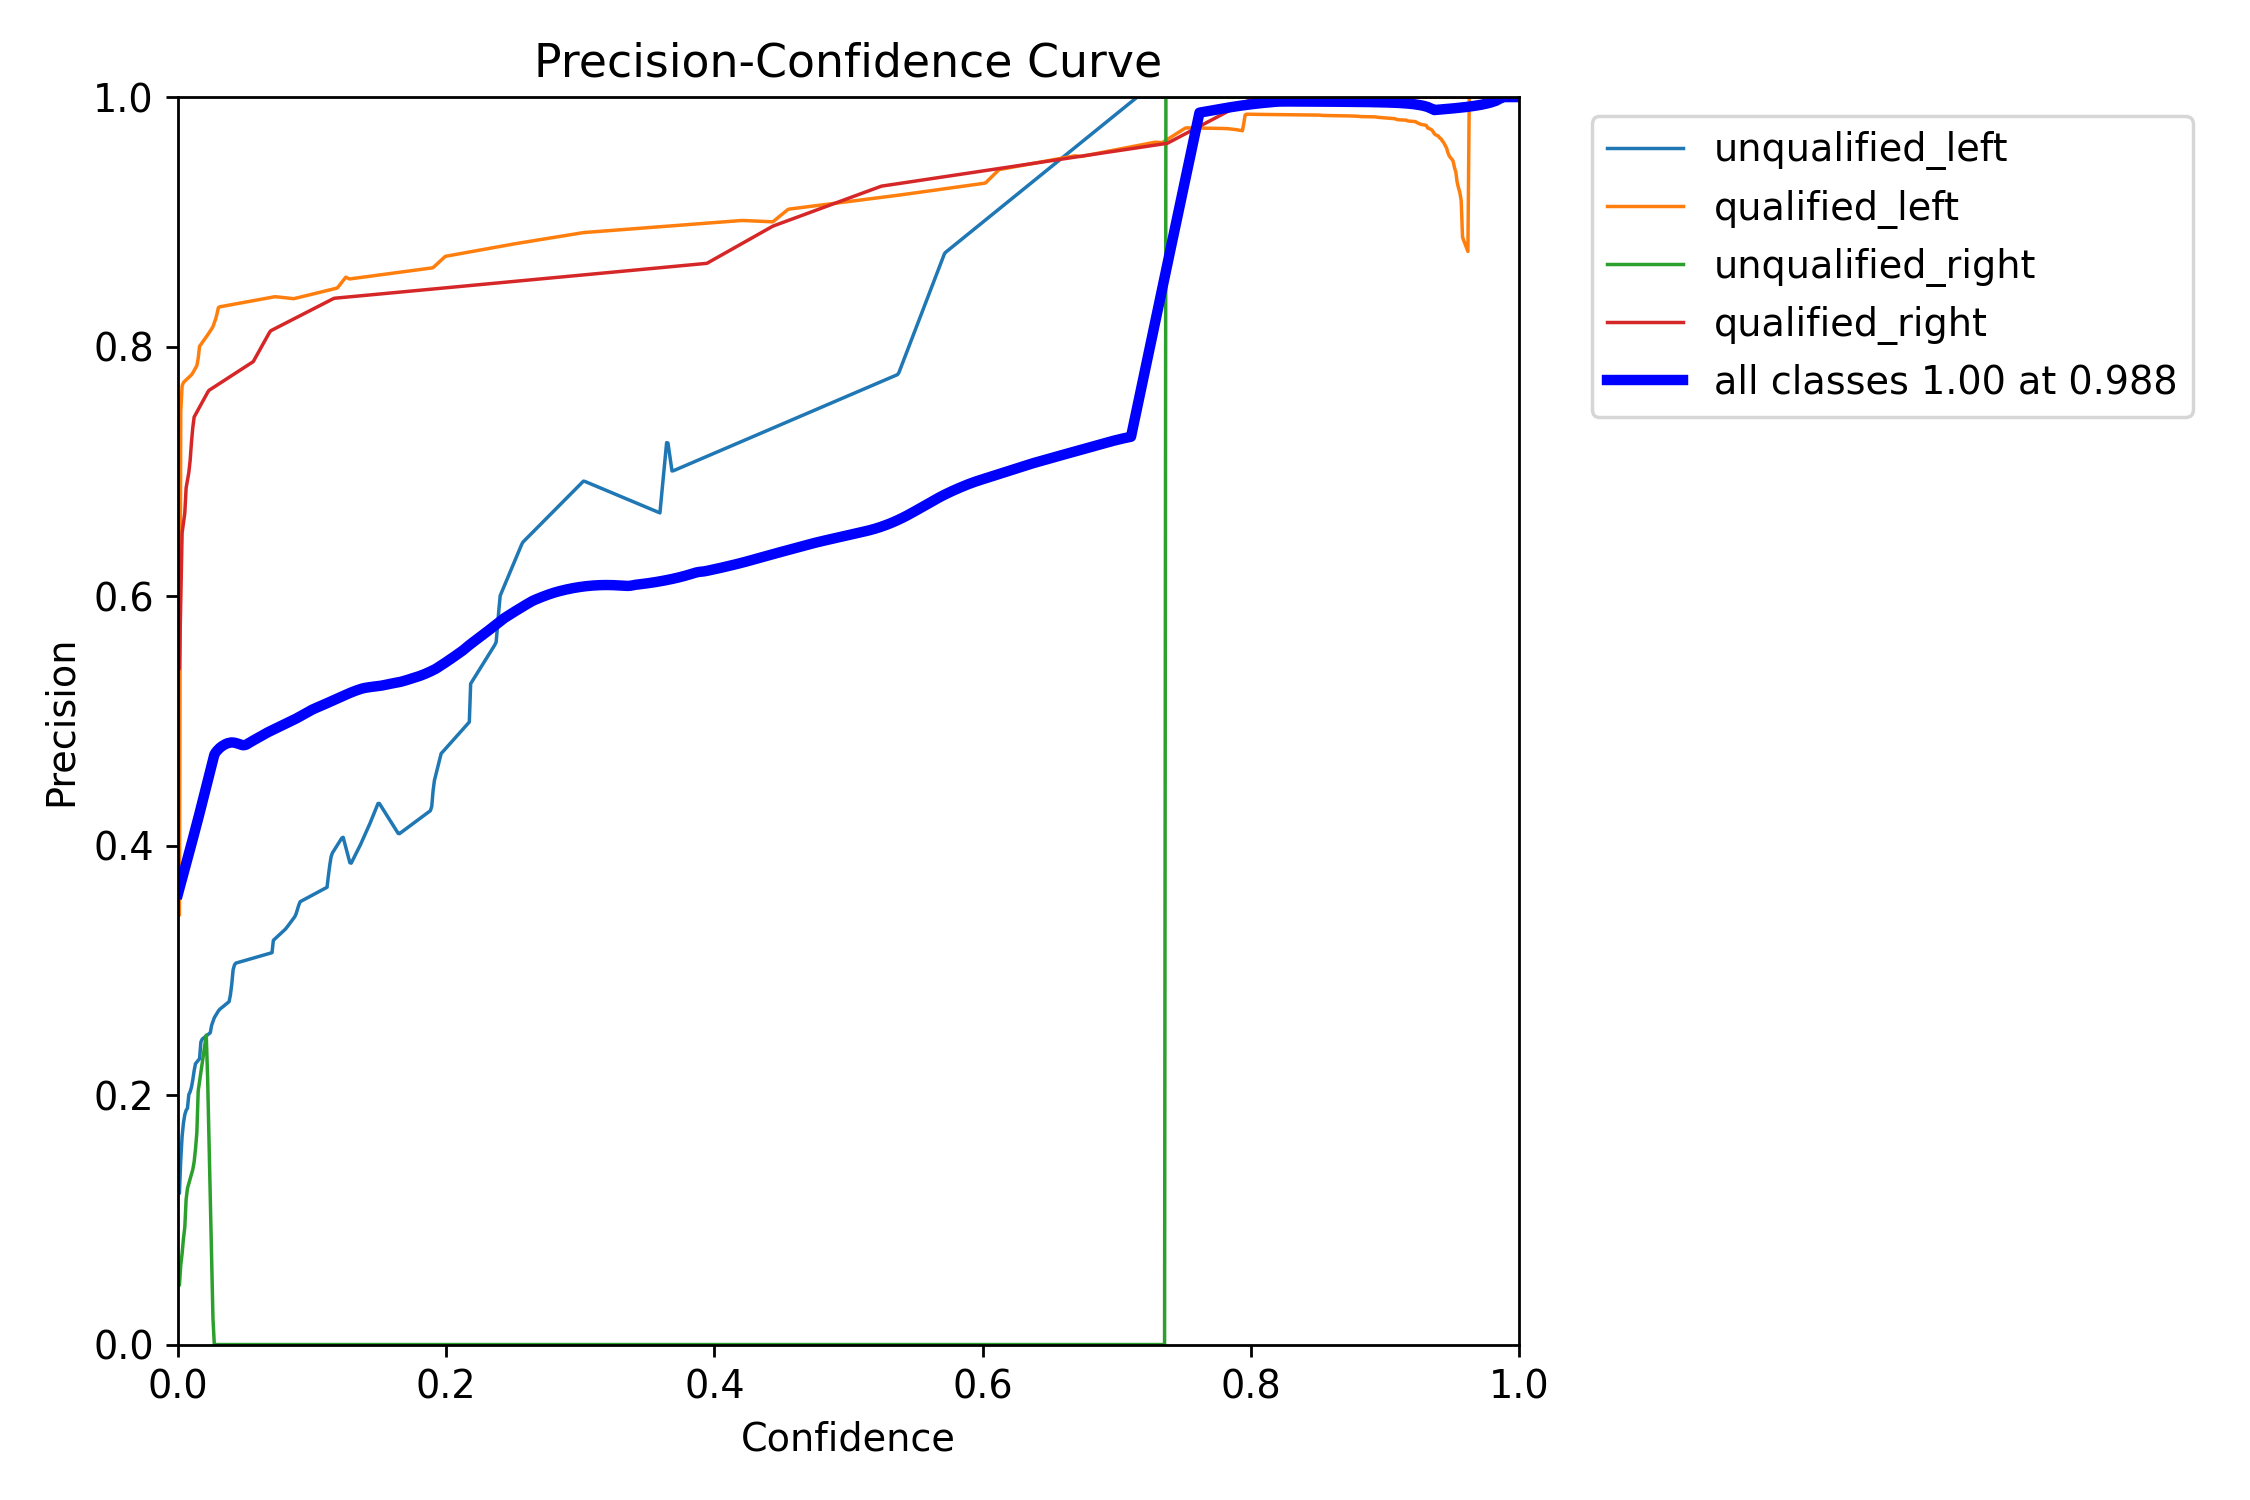 Precision-Confidence Curve
1.0
0.8
0.6
0.4
0.2
0.0
Precision
0.0 0.2 0.4 0.6 0.8 1.0
Confidence
unqualified_left
qualified_left
unqualified_right
qualified_right
all classes 1.00 at 0.988